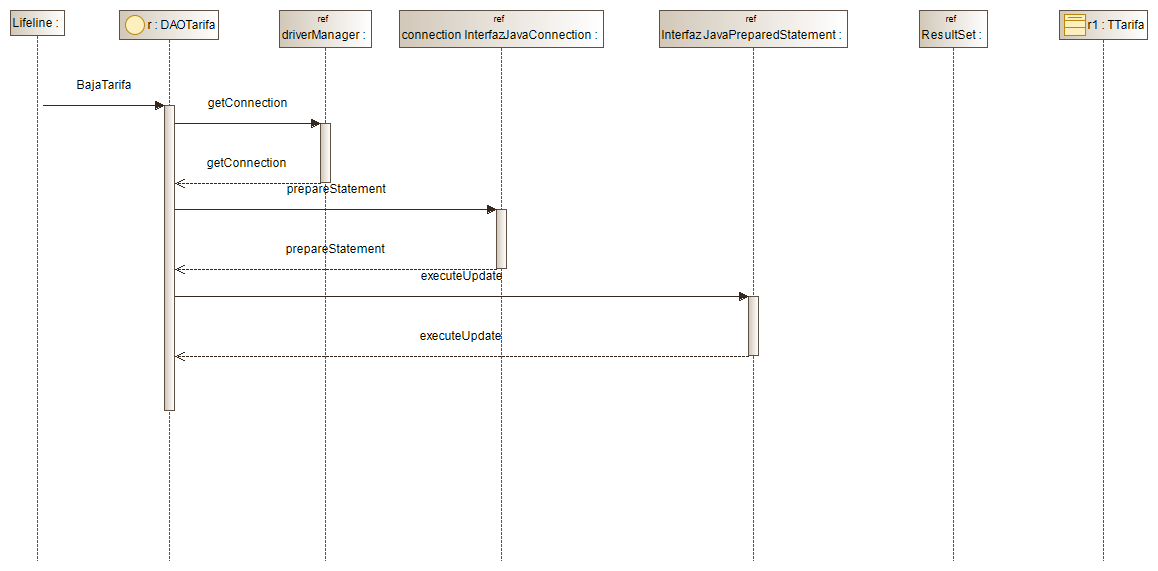 Lifeline :
r : DAOTarifa
ref
driverManager :
ref
connection InterfazJavaConnection :
ref
InterfazJavaPreparedStatement :
ref
ResultSet :
r1 : TTarifa
BajaTarifa
getConnection
getConnection
prepareStatement
prepareStatement
executeUpdate
executeUpdate